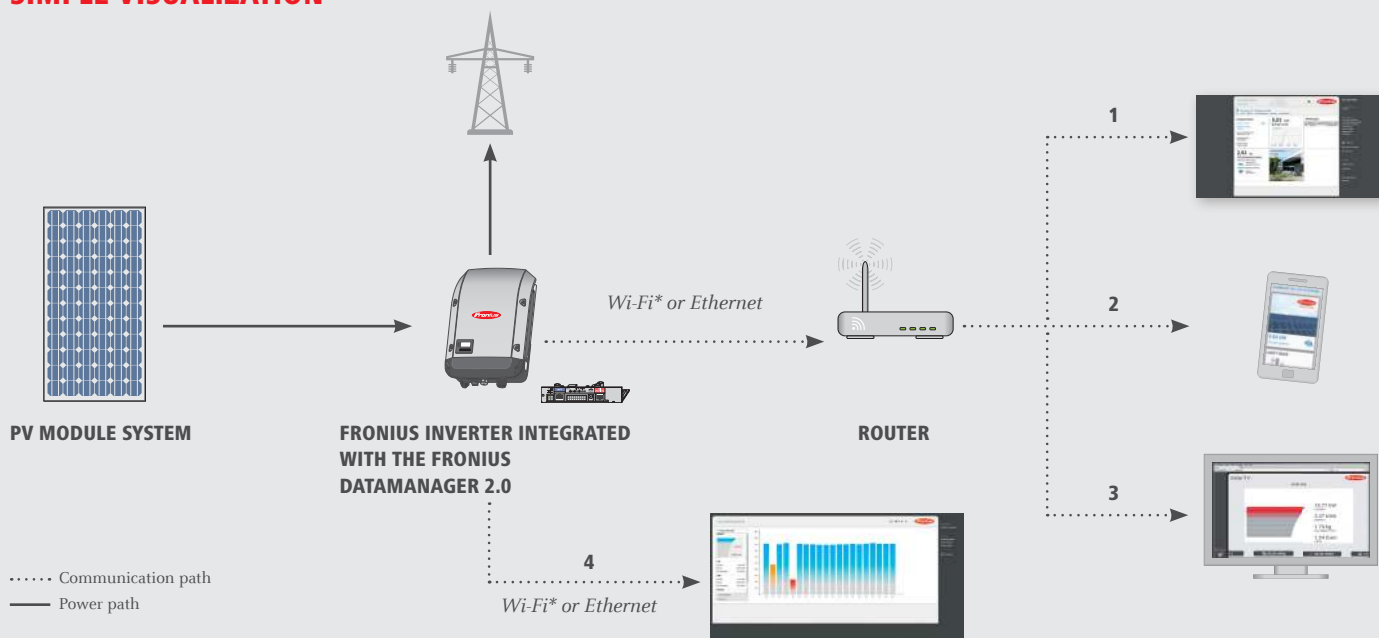 SIMPLE VISUALIZATION
1
Fronius
Wi-Fi* or Ethernet
2
PV MODULE SYSTEM
FRONIUS INVERTER INTEGRATED
WITH THE FRONIUS
DATAMANAGER 2.0
ROUTER
3
4
Wi-Fi* or Ethernet
Communication path
Power path